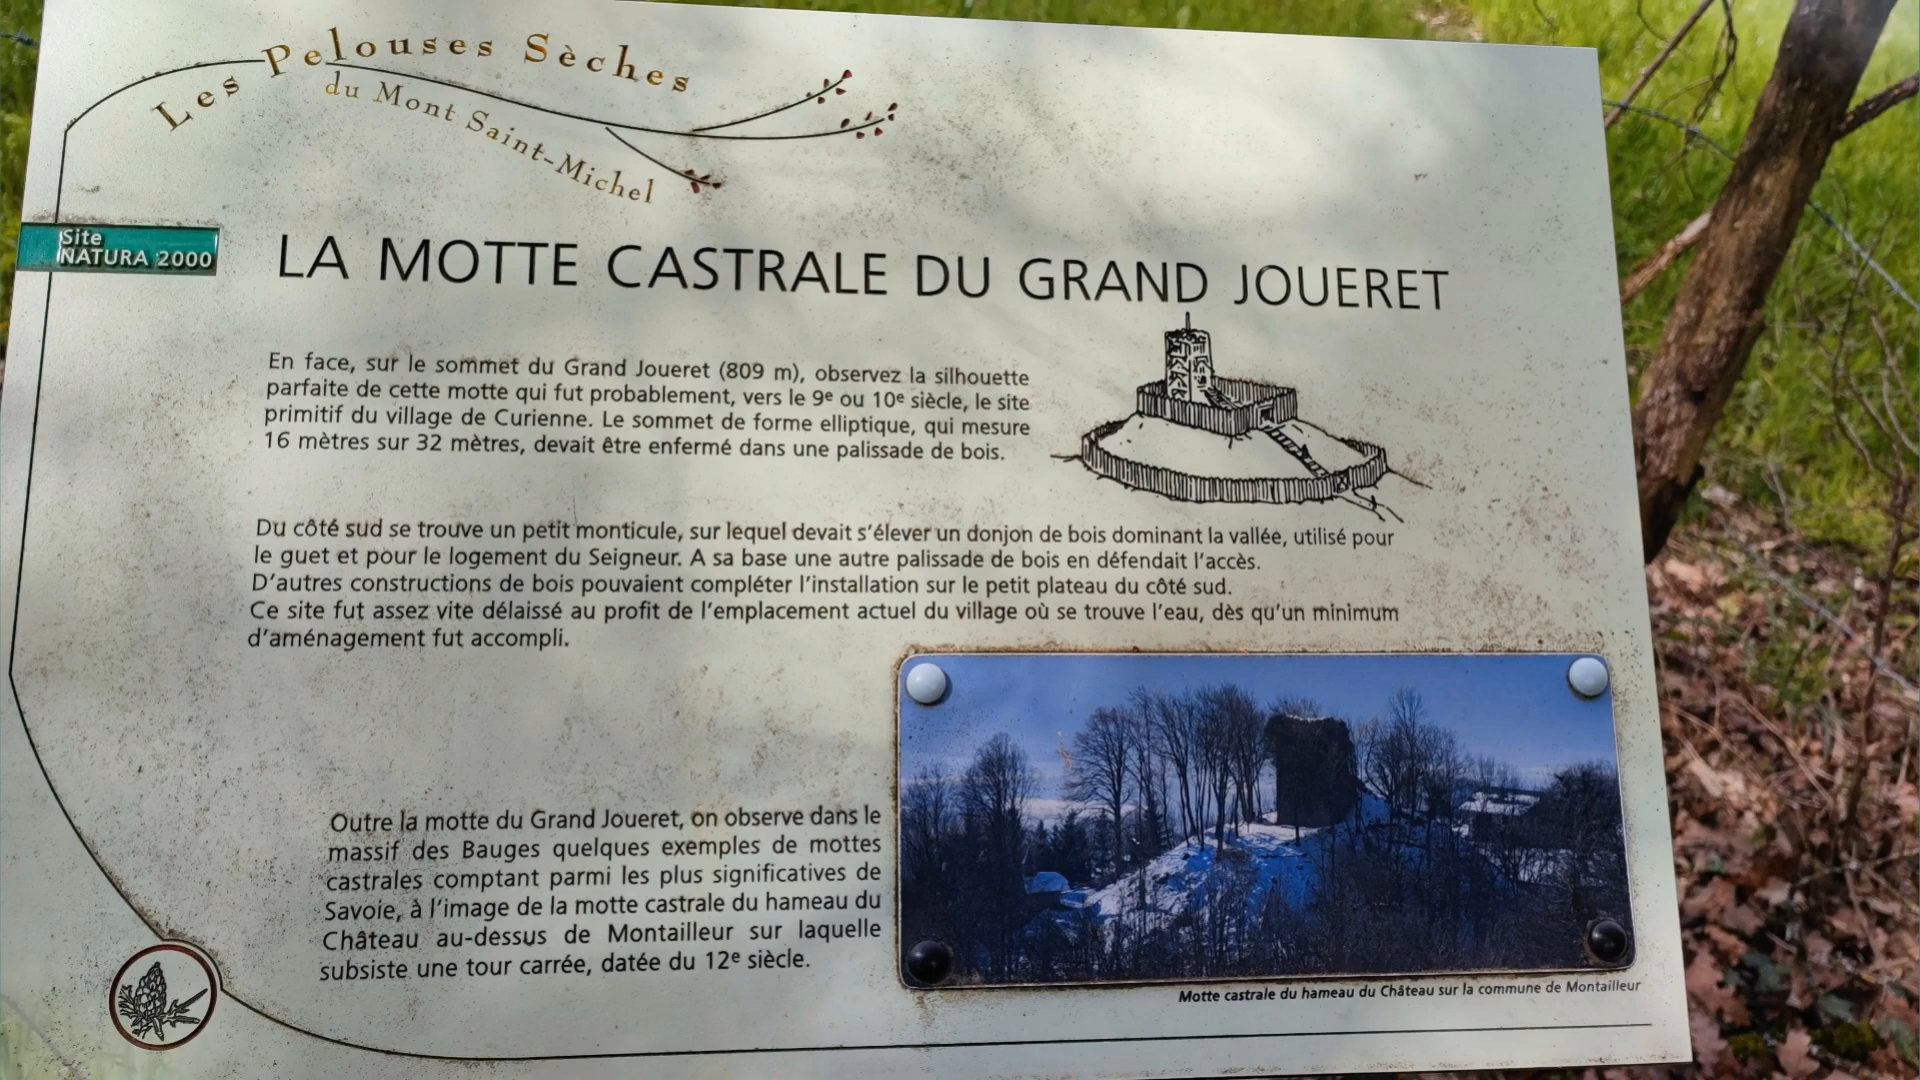 Les Pelouses Sèches
du Mont Saint-Michel
Site
NATURA 2000
LA MOTTE CASTRALE DU GRAND JOUERET
En face, sur le sommet du Grand Joueret (809 m), observez la silhouette
parfaite de cette motte qui fut probablement, vers le 9e ou 10e siècle, le site
primitif du village de Curienne. Le sommet de forme elliptique, qui mesure
16 mètres sur 32 mètres, devait être enfermé dans une palissade de bois.
Du côté sud se trouve un petit monticule, sur lequel devait s'élever un donjon de bois dominant la vallée, utilisé pour
le guet et pour le logement du Seigneur. A sa base une autre palissade de bois en défendait l'accès.
D'autres constructions de bois pouvaient compléter l'installation sur le petit plateau du côté sud.
Ce site fut assez vite délaissé au profit de l'emplacement actuel du village où se trouve l'eau, dès qu'un minimum
d'aménagement fut accompli.
Outre la motte du Grand Joueret, on observe dans le
massif des Bauges quelques exemples de mottes
castrales comptant parmi les plus significatives de
Savoie, à l'image de la motte castrale du hameau du
Château au-dessus de Montailleur sur laquelle
subsiste une tour carrée, datée du 12e siècle.
Motte castrale du hameau du Château sur la commune de Montailleur